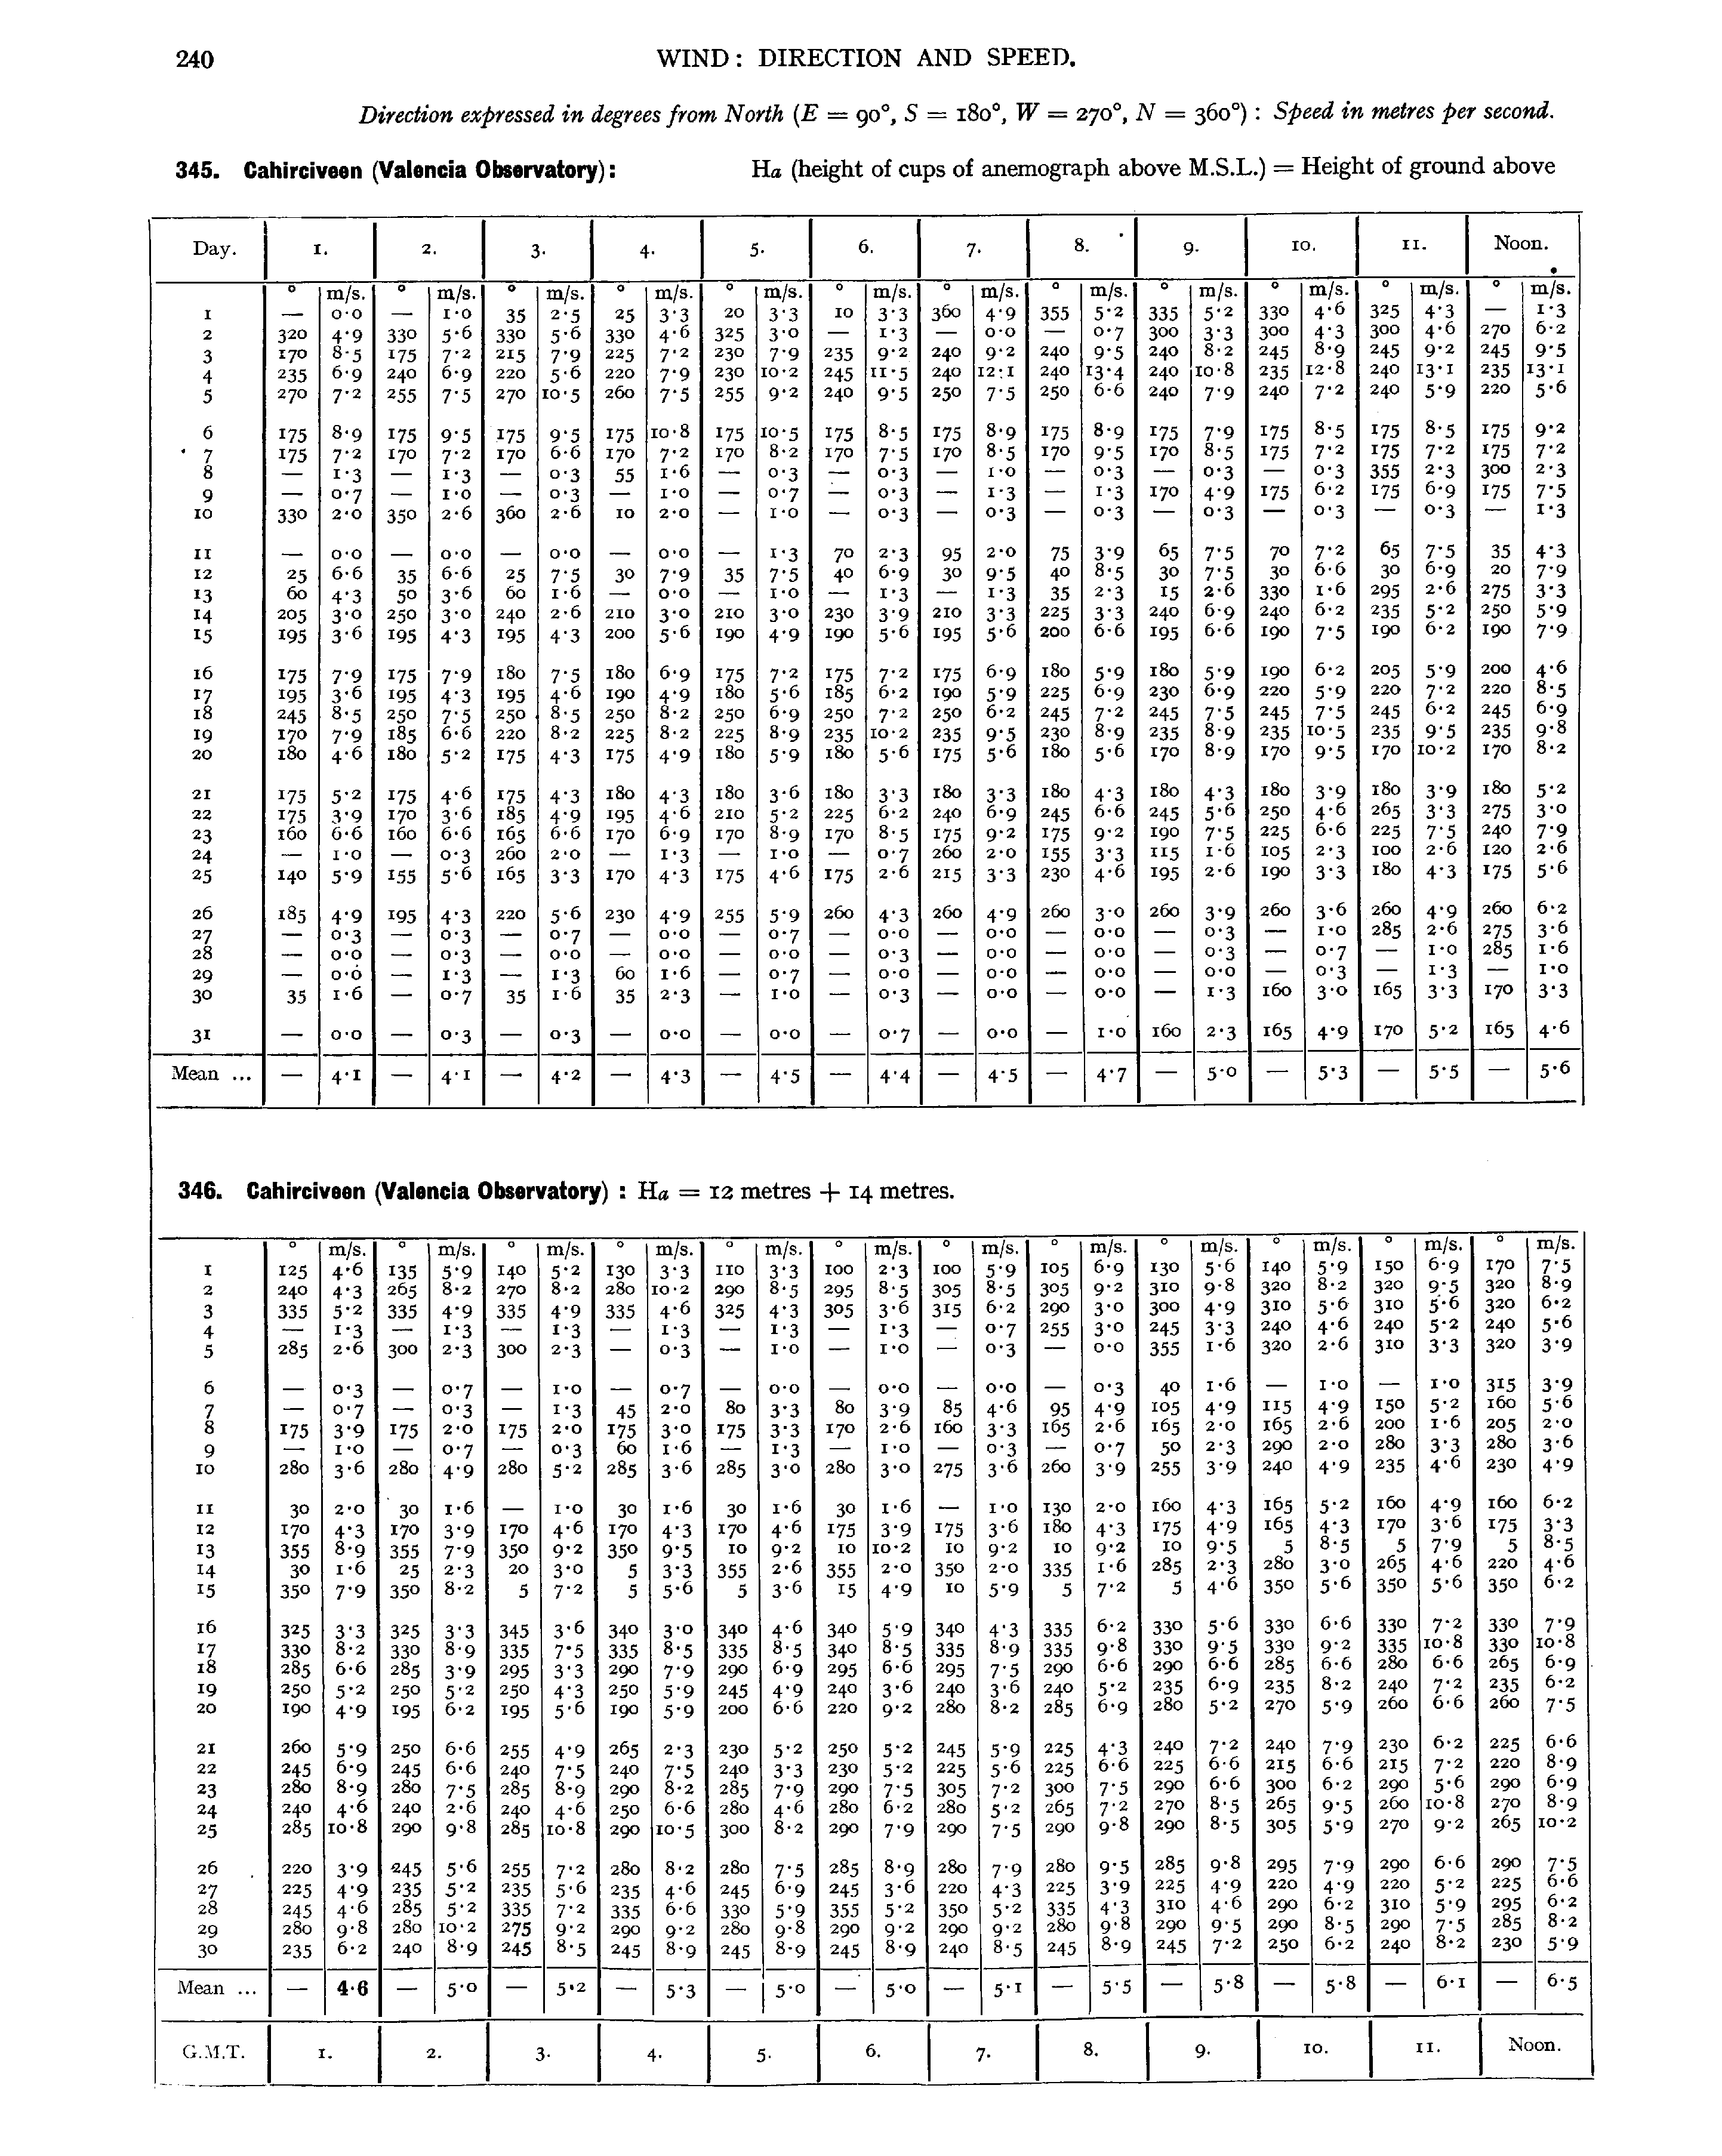 240
WIND: DIRECTION AND SPEED.
Direction expressed in degrees from North (E = 90°, S = 180°, W = 270°, N = 360°) : Speed in metres per second.
345. Cahirciveen (Valencia Observatory): Ha (height of cups of anemograph above M.S.L.) = Height of ground above
Day. 1. 2. 3. 4. 5. 6. 7. 8. 9. 10. 11. Noon.
° m/s. ° m/s. ° m/s. ° m/s. ° m/s. ° m/s. ° m/s. ° m/s. ° m/s. ° m/s. ° m/s. ° m/s.
1 — 0·0 — 1·0 35 2·5 25 3·3 20 3·3 10 3·3 360 4·9 355 5·2 335 5·2 330 4·6 325 4·3 — 1·3
2 320 4·9 330 5·6 330 5·6 330 4·6 325 3·0 — 1·3 — 0·0 — 0·7 300 3·3 300 4·3 300 4·6 270 6·2
3 170 8·5 175 7·2 215 7·9 225 7·2 230 7·9 235 9·2 240 9·2 240 9·5 240 8·2 245 8·9 245 9·2 245 9·5
4 235 6·9 240 6·9 220 5·6 220 7·9 230 10·2 245 11·5 240 12·1 240 13·4 240 10·8 235 12·8 240 13·1 235 13·1
5 270 7·2 255 7·5 270 10·5 260 7·5 255 9·2 240 9·5 250 7·5 250 6·6 240 7·9 240 7·2 240 5·9 220 5·6
6 175 8·9 175 9·5 175 9·5 175 10·8 175 10·5 175 8·5 175 8·9 175 8·9 175 7·9 175 8·5 175 8·5 175 9·2
7 175 7·2 170 7·2 170 6·6 170 7·2 170 8·2 170 7·5 170 8·5 170 9·5 170 8·5 175 7·2 175 7·2 175 7·2
8 — 1·3 — 1·3 — 0·3 55 1·6 — 0·3 — 0·3 — 1·0 — 0·3 — 0·3 — 0·3 355 2·3 300 2·3
9 — 0·7 — 1·0 — 0·3 — 1·0 — 0·7 — 0·3 — 1·3 — 1·3 170 4·9 175 6·2 175 6·9 175 7·5
10 330 2·0 350 2·6 360 2·6 10 2·0 — 1·0 — 0·3 — 0·3 — 0·3 — 0·3 — 0·3 — 0·3 — 1·3
11 — 0·0 — 0·0 — 0·0 — 0·0 — 1·3 70 2·3 95 2·0 75 3·9 65 7·5 70 7·2 65 7·5 35 4·3
12 25 6·6 35 6·6 25 7·5 30 7·9 35 7·5 40 6·9 30 9·5 40 8·5 30 7·5 30 6·6 30 6·9 20 7·9
13 60 4·3 50 3·6 60 1·6 — 0·0 — 1·0 — 1·3 — 1·3 35 2·3 15 2·6 330 1·6 295 2·6 275 3·3
14 205 3·0 250 3·0 240 2·6 210 3·0 210 3·0 230 3·9 210 3·3 225 3·3 240 6·9 240 6·2 235 5·2 250 5·9
15 195 3·6 195 4·3 195 4·3 200 5·6 190 4·9 190 5·6 195 5·6 200 6·6 195 6·6 190 7·5 190 6·2 190 7·9
16 175 7·9 175 7·9 180 7·5 180 6·9 175 7·2 175 7·2 175 6·9 180 5·9 180 5·9 190 6·2 205 5·9 200 4·6
17 195 3·6 195 4·3 195 4·6 190 4·9 180 5·6 185 6·2 190 5·9 225 6·9 230 6·9 220 5·9 220 7·2 220 8·5
18 245 8·5 250 7·5 250 8·5 250 8·2 250 6·9 250 7·2 250 6·2 245 7·2 245 7·5 245 7·5 245 6·2 245 6·9
19 170 7·9 185 6·6 220 8·2 225 8·2 225 8·9 235 10·2 235 9·5 230 8·9 235 8·9 235 10·5 235 9·5 235 9·8
20 180 4·6 180 5·2 175 4·3 175 4·9 180 5·9 180 5·6 175 5·6 180 5·6 170 8·9 170 9·5 170 10·2 170 8·2
21 175 5·2 175 4·6 175 4·3 180 4·3 180 3·6 180 3·3 180 3·3 180 4·3 180 4·3 180 3·9 180 3·9 180 5·2
22 175 3·9 170 3·6 185 4·9 195 4·6 210 5·2 225 6·2 240 6·9 245 6·6 245 5·6 250 4·6 265 3·3 275 3·0
23 160 6·6 160 6·6 165 6·6 170 6·9 170 8·9 170 8·5 175 9·2 175 9·2 190 7·5 225 6·6 225 7·5 240 7·9
24 — 1·0 — 0·3 260 2·0 — 1·3 — 1·0 — 0·7 260 2·0 155 3·3 115 1·6 105 2·3 100 2·6 120 2·6
25 140 5·9 155 5·6 165 3·3 170 4·3 175 4·6 175 2·6 215 3·3 230 4·6 195 2·6 190 3·3 180 4·3 175 5·6
26 185 4·9 195 4·3 220 5·6 230 4·9 255 5·9 260 4·3 260 4·9 260 3·0 260 3·9 260 3·6 260 4·9 260 6·2
27 — 0·3 — 0·3 — 0·7 — 0·0 — 0·7 — 0·0 — 0·0 — 0·0 — 0·3 — 1·0 285 2·6 275 3·6
28 — 0·0 — 0·3 — 0·0 — 0·0 — 0·0 — 0·3 — 0·0 — 0·0 — 0·3 — 0·7 — 1·0 285 1·6
29 — 0·0 — 1·3 — 1·3 60 1·6 — 0·7 — 0·0 — 0·0 — 0·0 — 0·0 — 0·3 — 1·3 — 1·0
30 35 1·6 — 0·7 35 1·6 35 2·3 — 1·0 — 0·3 — 0·0 — 0·0 — 1·3 160 3·0 165 3·3 170 3·3
31 — 0·0 — 0·3 — 0·3 — 0·0 — 0·0 — 0·7 — 0·0 — 1·0 160 2·3 165 4·9 170 5·2 165 4·6
Mean ... — 4·1 — 4·1 — 4·2 — 4·3 — 4·5 — 4·4 — 4·5 — 4·7 — 5·0 — 5·3 — 5·5 — 5·6
346. Cahirciveen (Valencia Observatory) : Ha = 12 metres + 14 metres.
° m/s. ° m/s. ° m/s. ° m/s. ° m/s. ° m/s. ° m/s. ° m/s. ° m/s. ° m/s. ° m/s. ° m/s.
1 125 4·6 135 5·9 140 5·2 130 3·3 110 3·3 100 2·3 100 5·9 105 6·9 130 5·6 140 5·9 150 6·9 170 7·5
2 240 4·3 265 8·2 270 8·2 280 10·2 290 8·5 295 8·5 305 8·5 305 9·2 310 9·8 320 8·2 320 9·5 320 8·9
3 335 5·2 335 4·9 335 4·9 335 4·6 325 4·3 305 3·6 315 6·2 290 3·0 300 4·9 310 5·6 310 5·6 320 6·2
4 — 1·3 — 1·3 — 1·3 — 1·3 — 1·3 — 1·3 — 0·7 255 3·0 245 3·3 240 4·6 240 5·2 240 5·6
5 285 2·6 300 2·3 300 2·3 — 0·3 — 1·0 — 1·0 — 0·3 — 0·0 355 1·6 320 2·6 310 3·3 320 3·9
6 — 0·3 — 0·7 — 1·0 — 0·7 — 0·0 — 0·0 — 0·0 — 0·3 40 1·6 — 1·0 — 1·0 315 3·9
7 — 0·7 — 0·3 — 1·3 45 2·0 80 3·3 80 3·9 85 4·6 95 4·9 105 4·9 115 4·9 150 5·2 160 5·6
8 175 3·9 175 2·0 175 2·0 175 3·0 175 3·3 170 2·6 160 3·3 165 2·6 165 2·0 165 2·6 200 1·6 205 2·0
9 — 1·0 — 0·7 — 0·3 60 1·6 — 1·3 — 1·0 — 0·3 — 0·7 50 2·3 290 2·0 280 3·3 280 3·6
10 280 3·6 280 4·9 280 5·2 285 3·6 285 3·0 280 3·0 275 3·6 260 3·9 255 3·9 240 4·9 235 4·6 230 4·9
11 30 2·0 30 1·6 — 1·0 30 1·6 30 1·6 30 1·6 — 1·0 130 2·0 160 4·3 165 5·2 160 4·9 160 6·2
12 170 4·3 170 3·9 170 4·6 170 4·3 170 4·6 175 3·9 175 3·6 180 4·3 175 4·9 165 4·3 170 3·6 175 3·3
13 355 8·9 355 7·9 350 9·2 350 9·5 10 9·2 10 10·2 10 9·2 10 9·2 10 9·5 5 8·5 5 7·9 5 8·5
14 30 1·6 25 2·3 20 3·0 5 3·3 355 2·6 355 2·0 350 2·0 335 1·6 285 2·3 280 3·0 265 4·6 220 4·6
15 350 7·9 350 8·2 5 7·2 5 5·6 5 3·6 15 4·9 10 5·9 5 7·2 5 4·6 350 5·6 350 5·6 350 6·2
16 325 3·3 325 3·3 345 3·6 340 3·0 340 4·6 340 5·9 340 4·3 335 6·2 330 5·6 330 6·6 330 7·2 330 7·9
17 330 8·2 330 8·9 335 7·5 335 8·5 335 8·5 340 8·5 335 8·9 335 9·8 330 9·5 330 9·2 335 10·8 330 10·8
18 285 6·6 285 3·9 295 3·3 290 7·9 290 6·9 295 6·6 295 7·5 290 6·6 290 6·6 285 6·6 280 6·6 265 6·9
19 250 5·2 250 5·2 250 4·3 250 5·9 245 4·9 240 3·6 240 3·6 240 5·2 235 6·9 235 8·2 240 7·2 235 6·2
20 190 4·9 195 6·2 195 5·6 190 5·9 200 6·6 220 9·2 280 8·2 285 6·9 280 5·2 270 5·9 260 6·6 260 7·5
21 260 5·9 250 6·6 255 4·9 265 2·3 230 5·2 250 5·2 245 5·9 225 4·3 240 7·2 240 7·9 230 6·2 225 6·6
22 245 6·9 245 6·6 240 7·5 240 7·5 240 3·3 230 5·2 225 5·6 225 6·6 225 6·6 215 6·6 215 7·2 220 8·9
23 280 8·9 280 7·5 285 8·9 290 8·2 285 7·9 290 7·5 305 7·2 300 7·5 290 6·6 300 6·2 290 5·6 290 6·9
24 240 4·6 240 2·6 240 4·6 250 6·6 280 4·6 280 6·2 280 5·2 265 7·2 270 8·5 265 9·5 260 10·8 270 8·9
25 285 10·8 290 9·8 285 10·8 290 10·5 300 8·2 290 7·9 290 7·5 290 9·8 290 8·5 305 5·9 270 9·2 265 10·2
26 220 3·9 245 5·6 255 7·2 280 8·2 280 7·5 285 8·9 280 7·9 280 9·5 285 9·8 295 7·9 290 6·6 290 7·5
27 225 4·9 235 5·2 235 5·6 235 4·6 245 6·9 245 3·6 220 4·3 225 3·9 225 4·9 220 4·9 220 5·2 225 6·6
28 245 4·6 285 5·2 335 7·2 335 6·6 330 5·9 355 5·2 350 5·2 335 4·3 310 4·6 290 6·2 310 5·9 295 6·2
29 280 9·8 280 10·2 275 9·2 290 9·2 280 9·8 290 9·2 290 9·2 280 9·8 290 9·5 290 8·5 290 7·5 285 8·2
30 235 6·2 240 8·9 245 8·5 245 8·9 245 8·9 245 8·9 240 8·5 245 8·9 245 7·2 250 6·2 240 8·2 230 5·9
Mean ... — 4·6 — 5·0 — 5·2 — 5·3 — 5·0 — 5·0 — 5·1 — 5·5 — 5·8 — 5·8 — 6·1 — 6·5
G.M.T. 1. 2. 3. 4. 5. 6. 7. 8. 9. 10. 11. Noon.